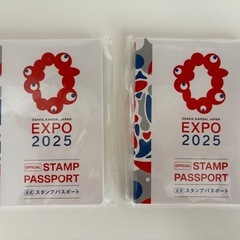 OSAKA, KANSAI, JAPAN
EXPO
2025
OFFICIAL STAMP
PASSPORT
公式 スタンプパスポート
OSAKA, KANSAI, JAPAN
EXPO
2025
OFFICIAL STAMP
PASSPORT
公式 スタンプパスポート